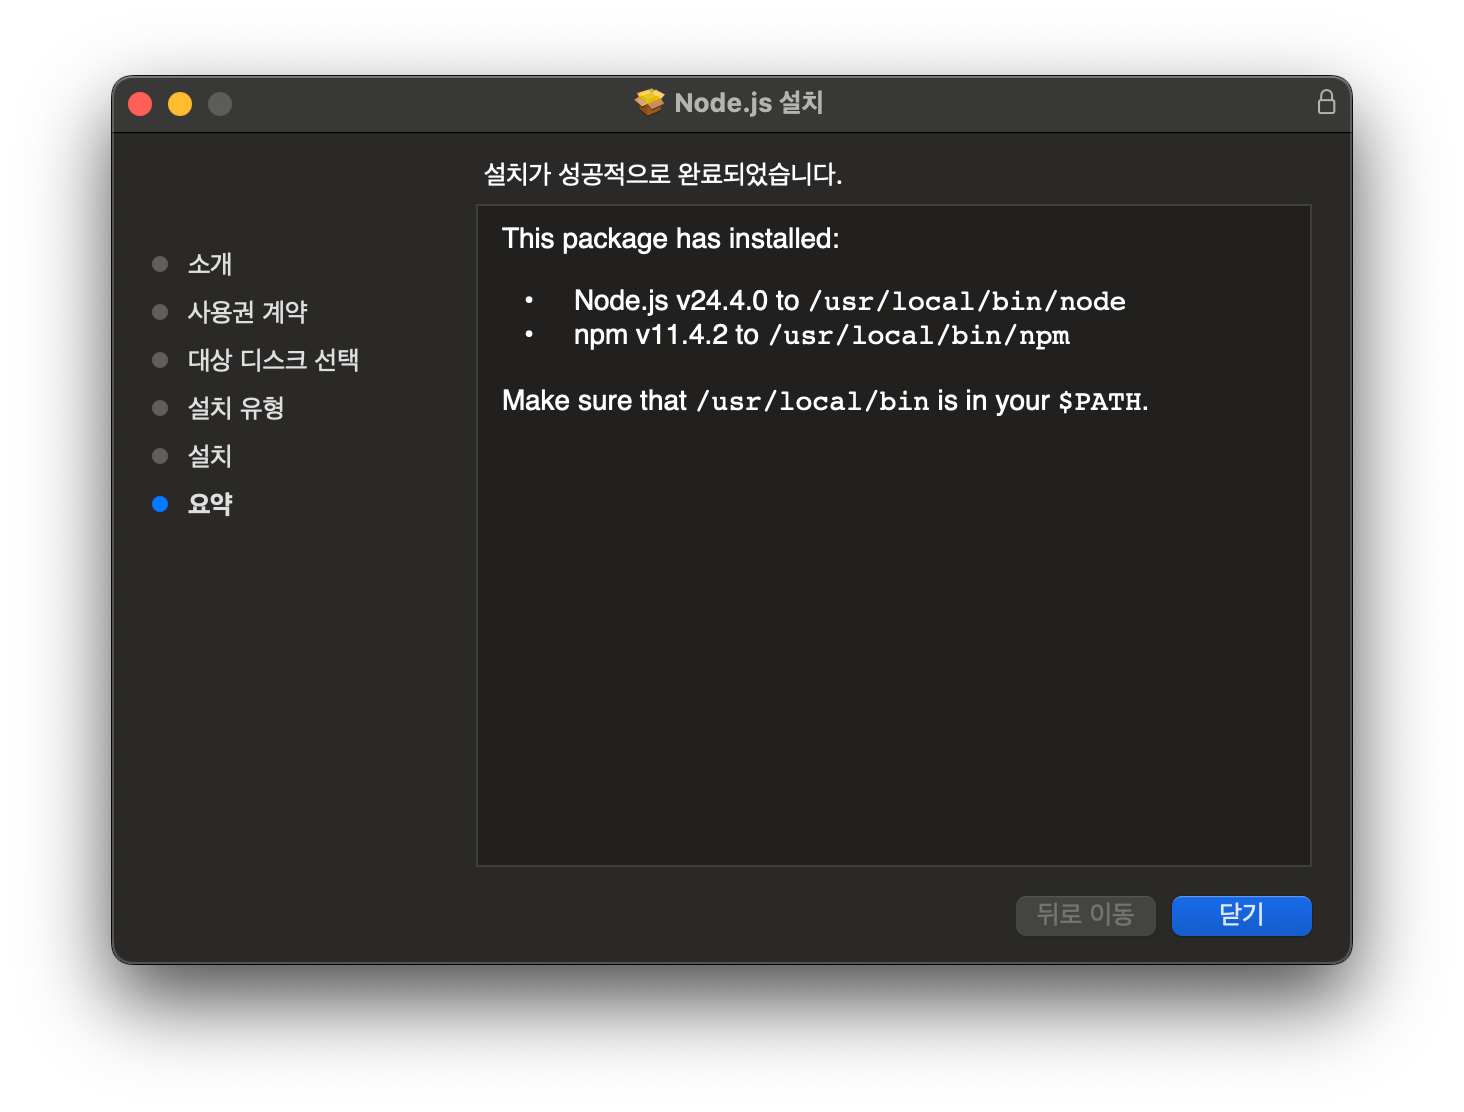 Node.js 설치
설치가 성공적으로 완료되었습니다.
소개
사용권 계약
대상 디스크 선택
설치 유형
설치
요약
This package has installed:
• Node.js v24.4.0 to /usr/local/bin/node
• npm v11.4.2 to /usr/local/bin/npm
Make sure that /usr/local/bin is in your $PATH.
뒤로 이동
닫기